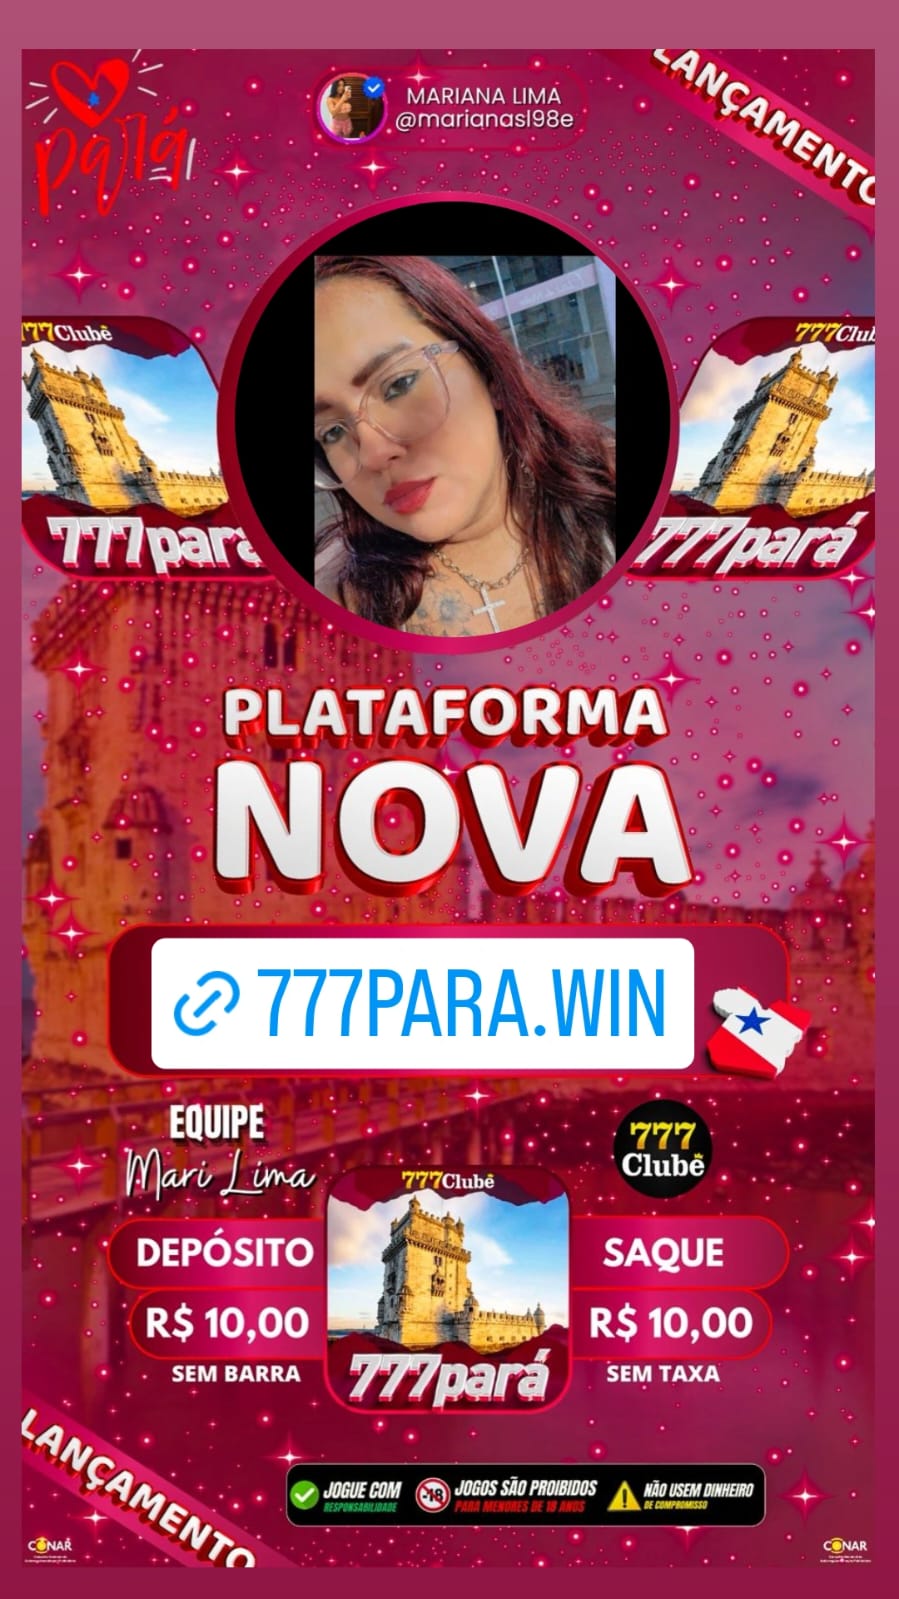 pará
MARIANA LIMA
@marianasl98e
LANÇAMENTO
777Clubê
777pará
777Club
777pará
PLATAFORMA
NOVA
777PARA.WIN
EQUIPE
Mari Lima
777
Clubê
777Clubê
777pará
DEPÓSITO
R$ 10,00
SEM BARRA
SAQUE
R$ 10,00
SEM TAXA
LANÇAMENTO
JOGUE COM
RESPONSABILIDADE
-18
JOGOS SÃO PROIBIDOS
PARA MENORES DE 18 ANOS
NÃO USEM DINHEIRO
DE COMPROMISSO
CONAR
CONAR